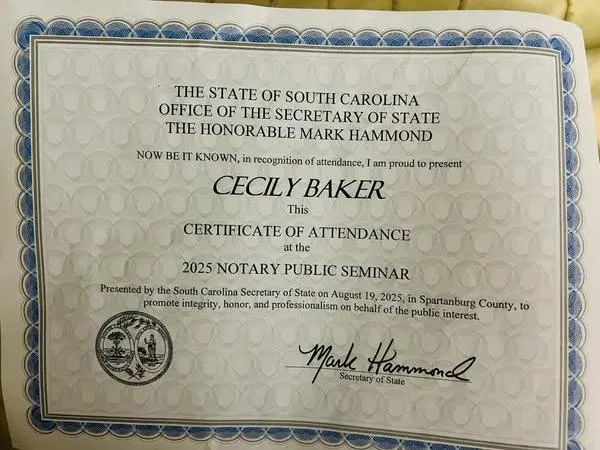 THE STATE OF SOUTH CAROLINA
OFFICE OF THE SECRETARY OF STATE
THE HONORABLE MARK HAMMOND
NOW BE IT KNOWN, in recognition of attendance, I am proud to present
CECILY BAKER
This
CERTIFICATE OF ATTENDANCE
at the
2025 NOTARY PUBLIC SEMINAR
Presented by the South Carolina Secretary of State on August 19, 2025, in Spartanburg County, to
promote integrity, honor, and professionalism on behalf of the public interest.
Mark Hammond
Secretary of State